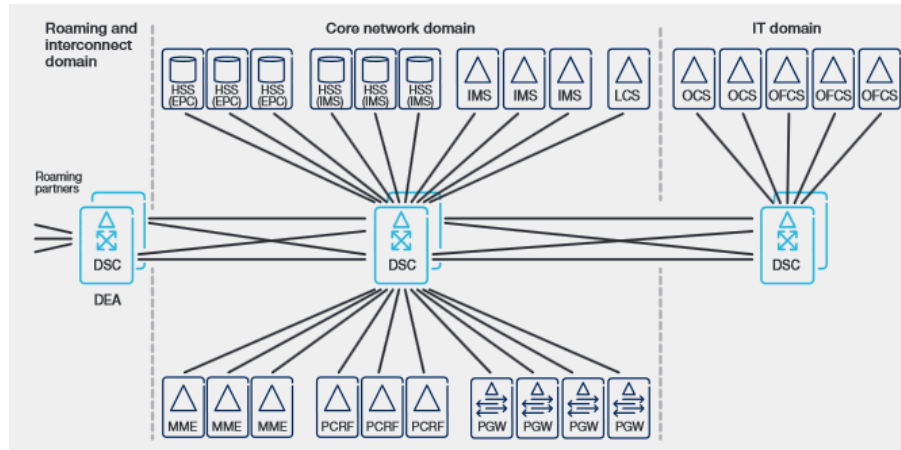 Roaming and
interconnect
domain
Core network domain
IT domain
HSS
(EPC)
HSS
(EPC)
HSS
(EPC)
HSS
(IMS)
HSS
(IMS)
HSS
(IMS)
IMS
IMS
IMS
LCS
OCS
OCS
OFCS
OFCS
OFCS
Roaming
partners
DSC
DEA
DSC
DSC
MME
MME
MME
PCRF
PCRF
PCRF
PGW
PGW
PGW
PGW